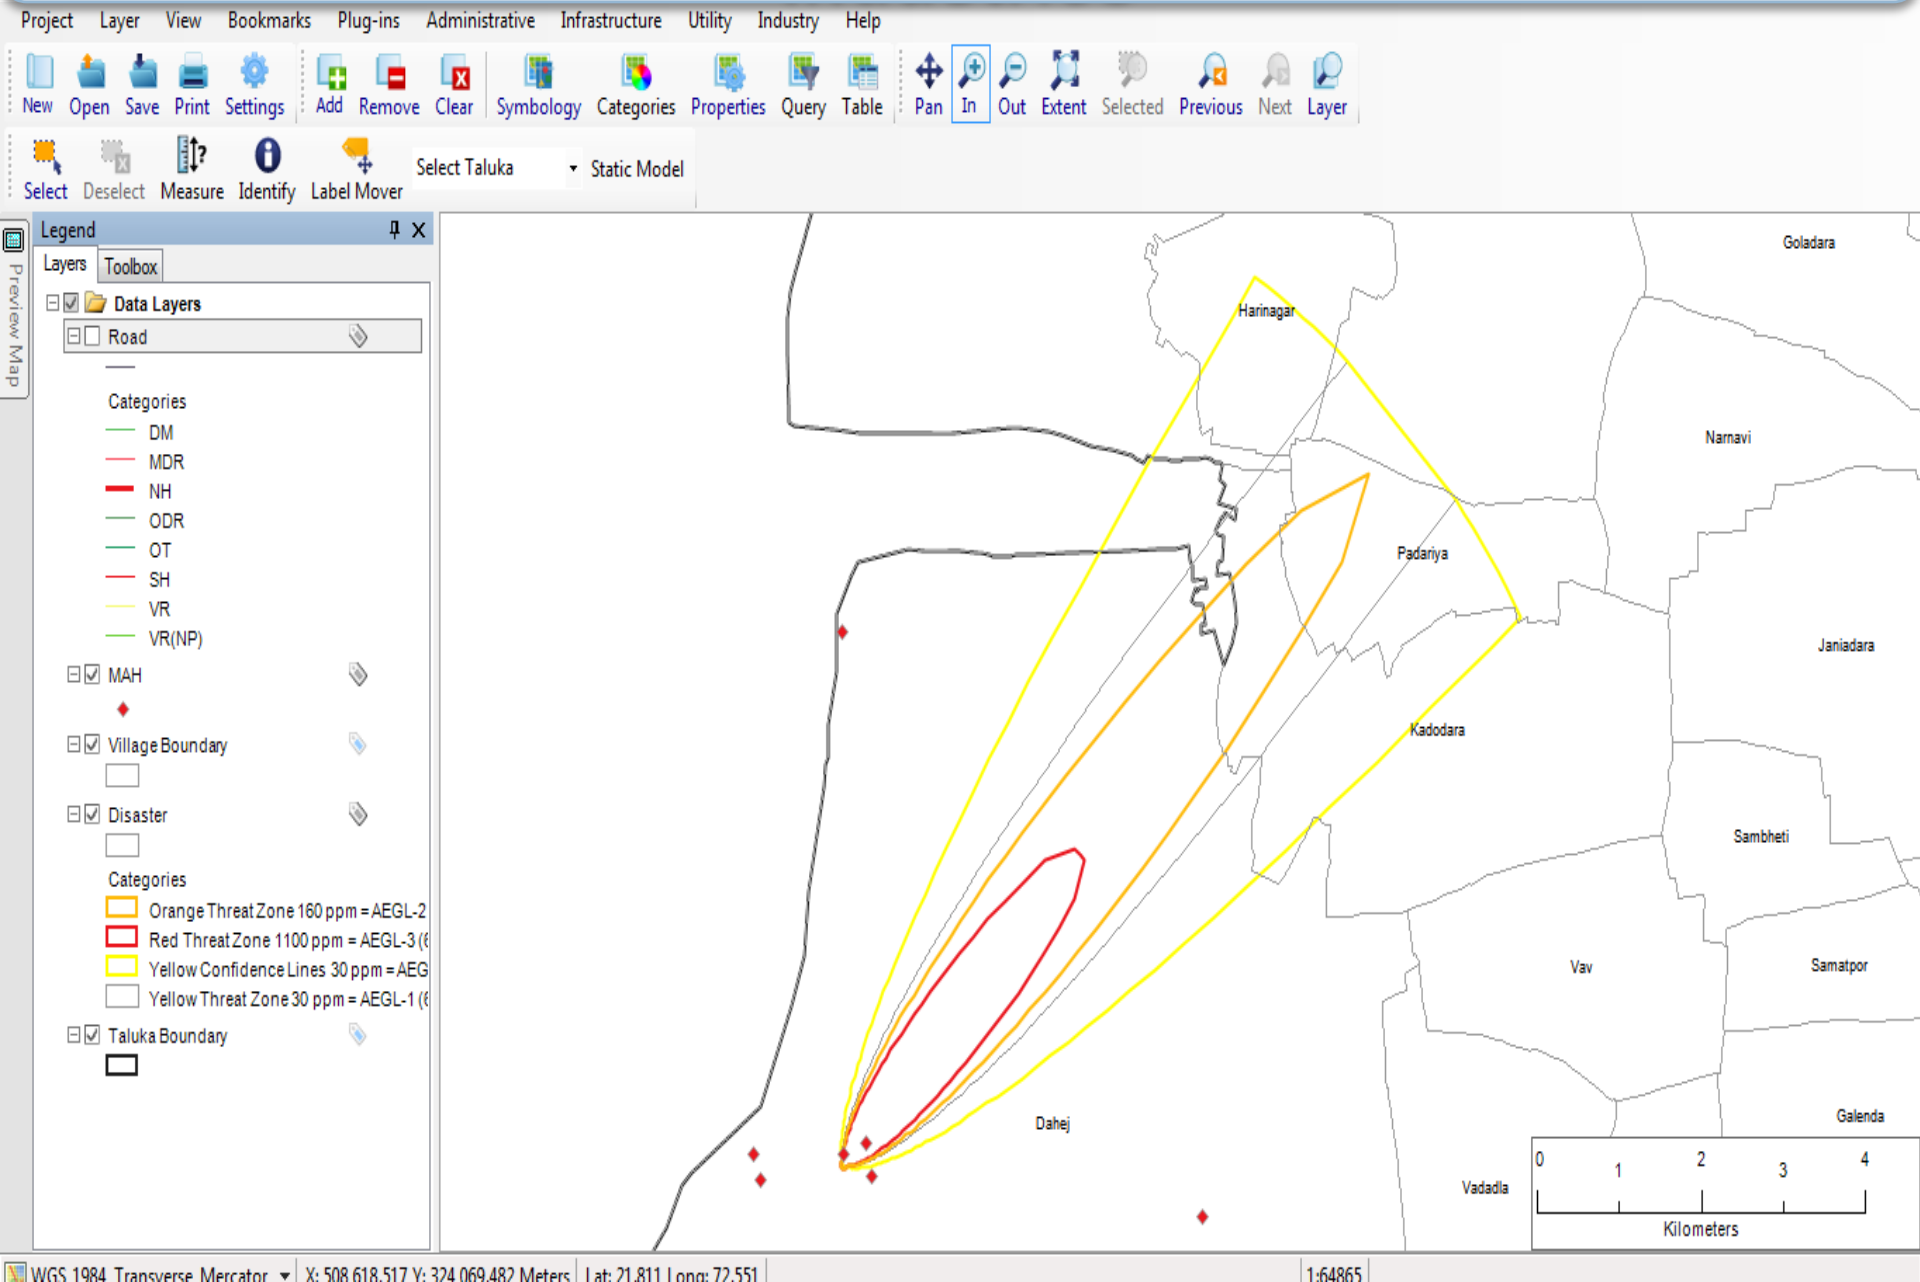 Project Layer View Bookmarks Plug-ins Administrative Infrastructure Utility Industry Help
New Open Save Print Settings Add Remove Clear Symbology Categories Properties Query Table Pan In Out Extent Selected Previous Next Layer
Select Deselect Measure Identify Label Mover Select Taluka Static Model
Preview Map
Legend
Layers Toolbox
Data Layers
Road
Categories
DM
MDR
NH
ODR
OT
SH
VR
VR(NP)
MAH
Village Boundary
Disaster
Categories
Orange Threat Zone 160 ppm = AEGL-2
Red Threat Zone 1100 ppm = AEGL-3 (6
Yellow Confidence Lines 30 ppm = AEG
Yellow Threat Zone 30 ppm = AEGL-1 (6
Taluka Boundary
Goladara
Harinagar
Narnavi
Padariya
Janiadara
Kadodara
Sambheti
Vav
Samatpor
Dahej
Galenda
Vadadla
0 1 2 3 4
Kilometers
WGS 1984 Transverse Mercator X: 508,618.517 Y: 324,069.482 Meters Lat: 21.811 Long: 72.551 1:64865